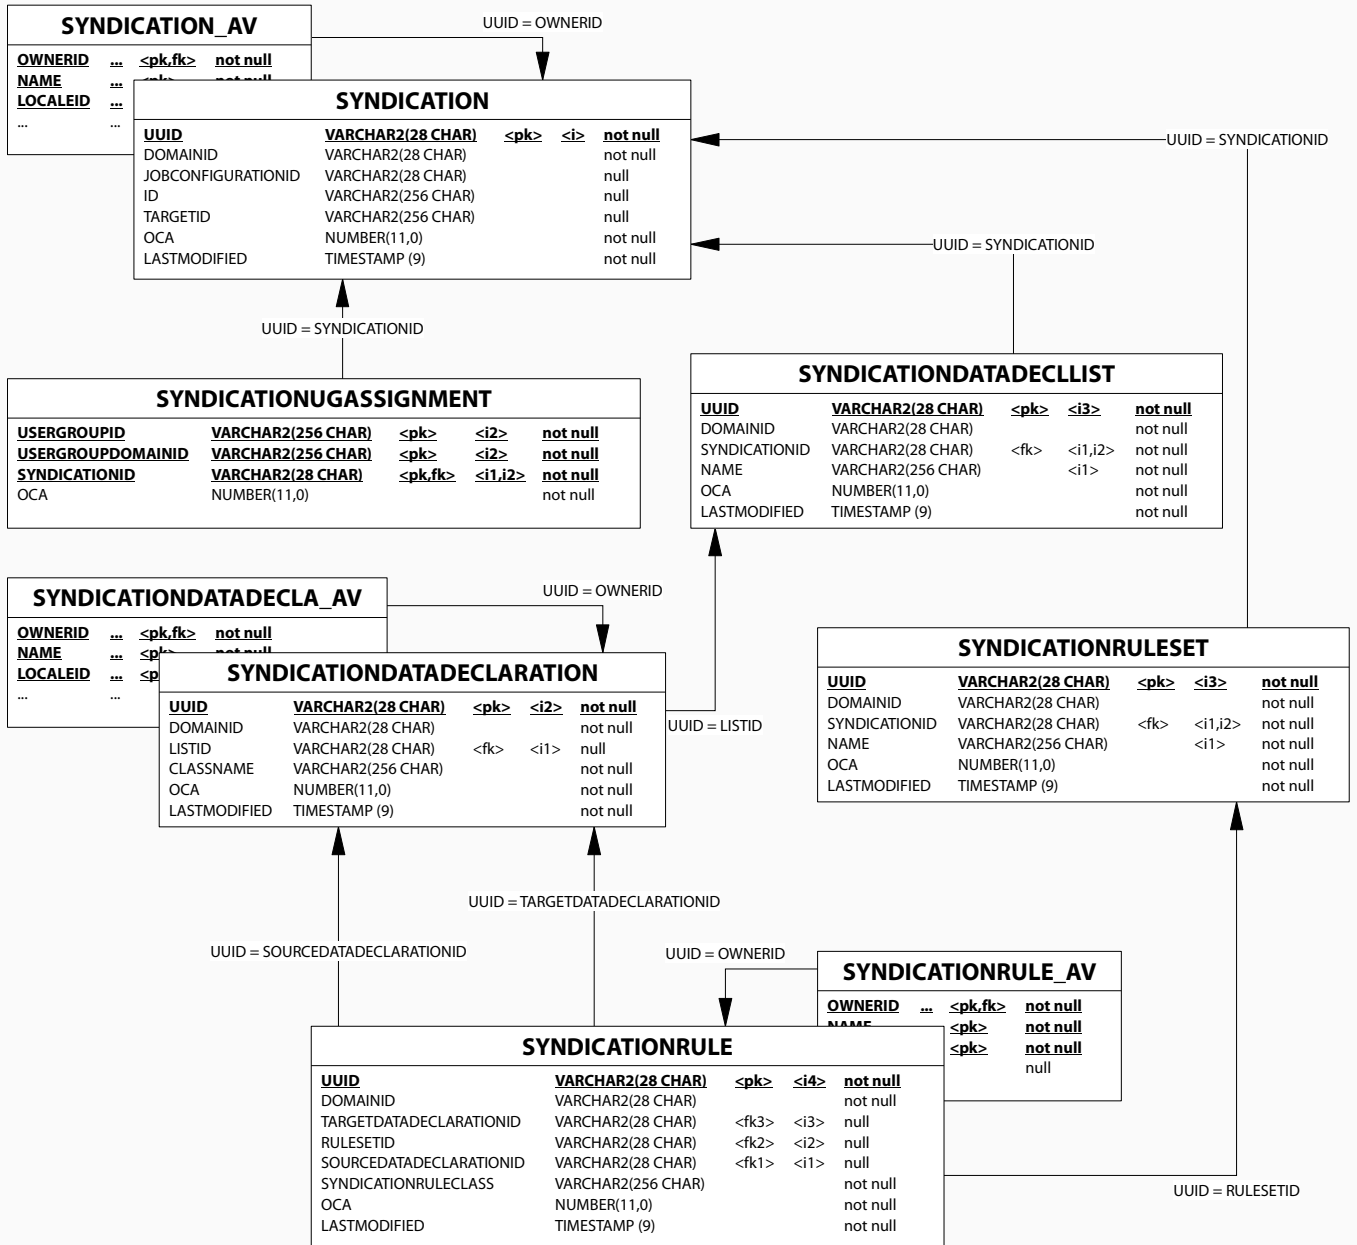 SYNDICATION_AV
UUID = OWNERID
OWNERID ... <pk,fk> not null
NAME ...
LOCALEID ...
... ...
SYNDICATION
UUID VARCHAR2(28 CHAR) <pk> <i> not null
DOMAINID VARCHAR2(28 CHAR) not null
JOBCONFIGURATIONID VARCHAR2(28 CHAR) null
ID VARCHAR2(256 CHAR) null
TARGETID VARCHAR2(256 CHAR) null
OCA NUMBER(11,0) not null
LASTMODIFIED TIMESTAMP (9) not null
UUID = SYNDICATIONID
UUID = SYNDICATIONID
UUID = SYNDICATIONID
SYNDICATIONUGASSIGNMENT
USERGROUPID VARCHAR2(256 CHAR) <pk> <i2> not null
USERGROUPDOMAINID VARCHAR2(256 CHAR) <pk> <i2> not null
SYNDICATIONID VARCHAR2(28 CHAR) <pk,fk> <i1,i2> not null
OCA NUMBER(11,0) not null
SYNDICATIONDATADECLLIST
UUID VARCHAR2(28 CHAR) <pk> <i3> not null
DOMAINID VARCHAR2(28 CHAR) not null
SYNDICATIONID VARCHAR2(28 CHAR) <fk> <i1,i2> not null
NAME VARCHAR2(256 CHAR) <i1> not null
OCA NUMBER(11,0) not null
LASTMODIFIED TIMESTAMP (9) not null
SYNDICATIONDATADECLA_AV
UUID = OWNERID
OWNERID ... <pk,fk> not null
NAME ...
LOCALEID ...
... ...
SYNDICATIONDATADECLARATION
UUID VARCHAR2(28 CHAR) <pk> <i2> not null
DOMAINID VARCHAR2(28 CHAR) not null
LISTID VARCHAR2(28 CHAR) <fk> <i1> null
CLASSNAME VARCHAR2(256 CHAR) not null
OCA NUMBER(11,0) not null
LASTMODIFIED TIMESTAMP (9) not null
UUID = LISTID
SYNDICATIONRULESET
UUID VARCHAR2(28 CHAR) <pk> <i3> not null
DOMAINID VARCHAR2(28 CHAR) not null
SYNDICATIONID VARCHAR2(28 CHAR) <fk> <i1,i2> not null
NAME VARCHAR2(256 CHAR) <i1> not null
OCA NUMBER(11,0) not null
LASTMODIFIED TIMESTAMP (9) not null
UUID = TARGETDATADECLARATIONID
UUID = SOURCEDATADECLARATIONID
UUID = OWNERID
SYNDICATIONRULE_AV
OWNERID ... <pk,fk> not null
NAME <pk> not null
<pk> not null
null
SYNDICATIONRULE
UUID VARCHAR2(28 CHAR) <pk> <i4> not null
DOMAINID VARCHAR2(28 CHAR) not null
TARGETDATADECLARATIONID VARCHAR2(28 CHAR) <fk3> <i3> null
RULESETID VARCHAR2(28 CHAR) <fk2> <i2> null
SOURCEDATADECLARATIONID VARCHAR2(28 CHAR) <fk1> <i1> null
SYNDICATIONRULECLASS VARCHAR2(256 CHAR) not null
OCA NUMBER(11,0) not null
LASTMODIFIED TIMESTAMP (9) not null
UUID = RULESETID